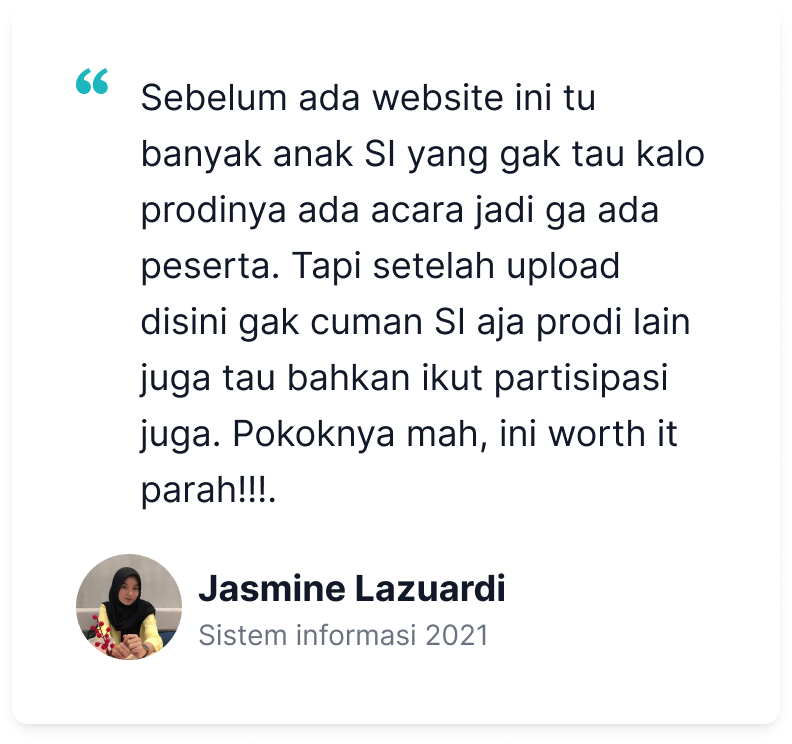 “
Sebelum ada website ini tu
banyak anak SI yang gak tau kalo
prodinya ada acara jadi ga ada
peserta. Tapi setelah upload
disini gak cuman SI aja prodi lain
juga tau bahkan ikut partisipasi
juga. Pokoknya mah, ini worth it
parah!!!.
Jasmine Lazuardi
Sistem informasi 2021